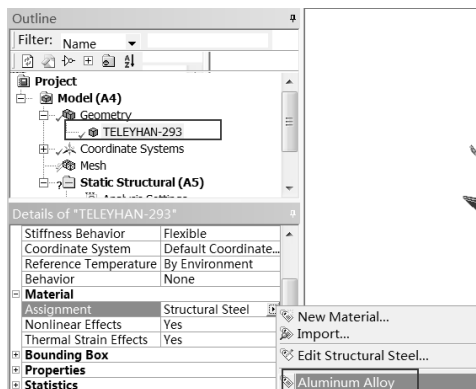 Outline
Filter: Name
Project
Model (A4)
Geometry
TELEYHAN-293
Coordinate Systems
Mesh
Static Structural (A5)
Analysis Settings
Details of "TELEYHAN-293"
Stiffness Behavior Flexible
Coordinate System Default Coordinate...
Reference Temperature By Environment
Behavior None
Material
Assignment Structural Steel
Nonlinear Effects Yes
Thermal Strain Effects Yes
Bounding Box
Properties
Statistics
New Material...
Import...
Edit Structural Steel...
Aluminum Alloy